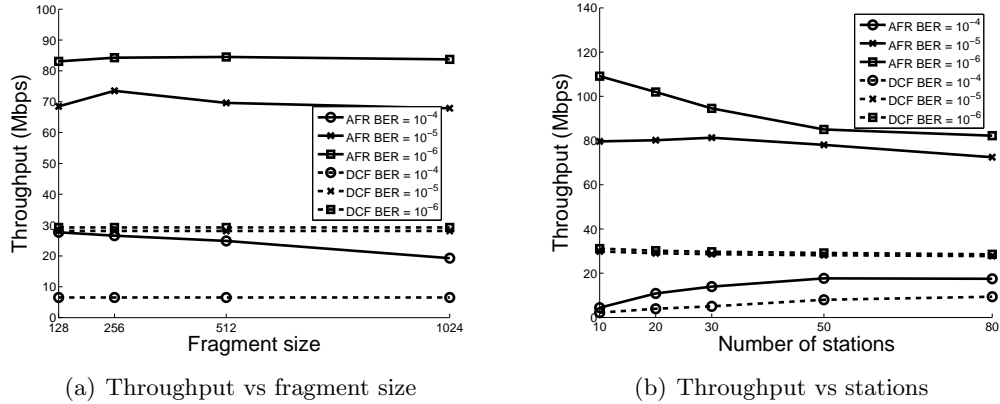 100
90
80
70
60
50
40
30
20
10
0
128
256
512
1024
Throughput (Mbps)
Fragment size
AFR BER = 10⁻⁴
AFR BER = 10⁻⁵
AFR BER = 10⁻⁶
DCF BER = 10⁻⁴
DCF BER = 10⁻⁵
DCF BER = 10⁻⁶
(a) Throughput vs fragment size
140
120
100
80
60
40
20
0
10
20
30
50
80
Throughput (Mbps)
Number of stations
AFR BER = 10⁻⁴
AFR BER = 10⁻⁵
AFR BER = 10⁻⁶
DCF BER = 10⁻⁴
DCF BER = 10⁻⁵
DCF BER = 10⁻⁶
(b) Throughput vs stations